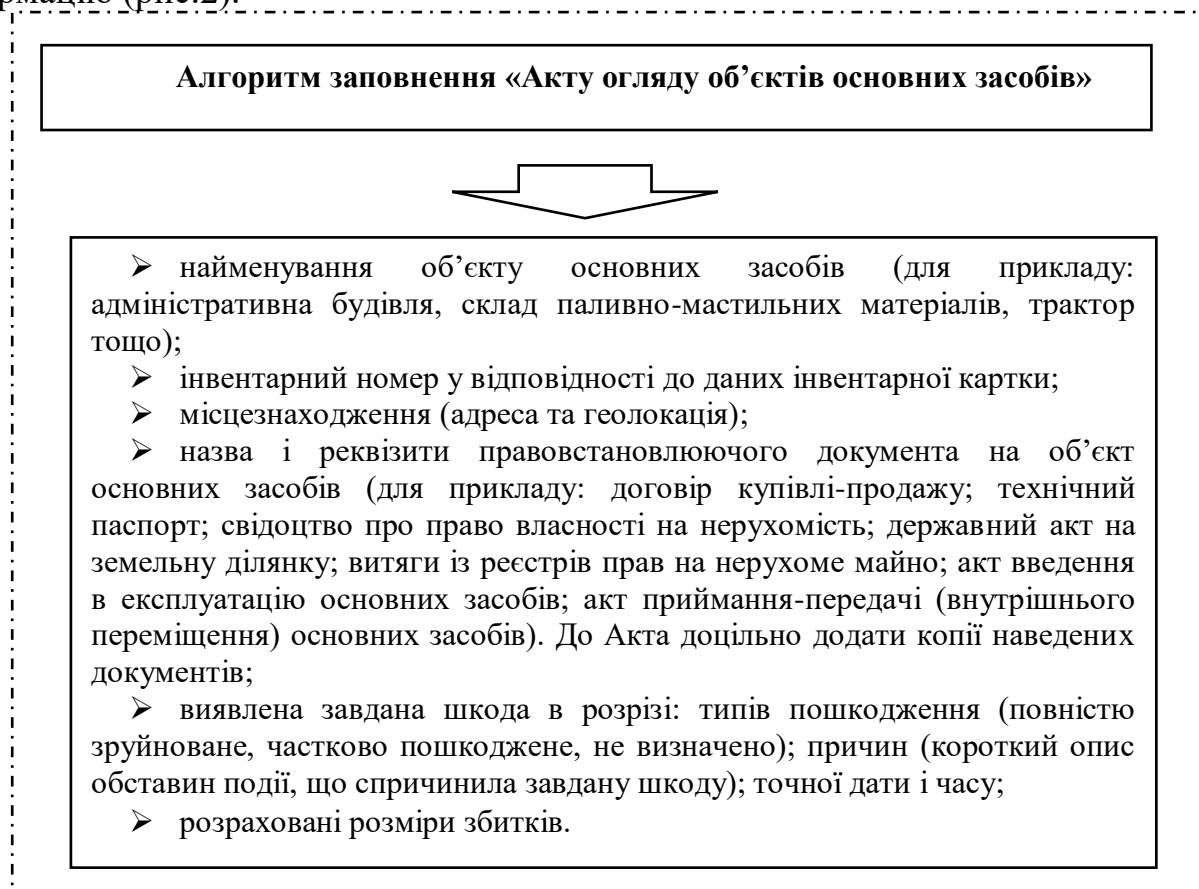 (рис.2).
Алгоритм заповнення «Акту огляду об’єктів основних засобів»
➢ найменування об’єкту основних засобів (для прикладу:
адміністративна будівля, склад паливно-мастильних матеріалів, трактор
тощо);
➢ інвентарний номер у відповідності до даних інвентарної картки;
➢ місцезнаходження (адреса та геолокація);
➢ назва і реквізити правовстановлюючого документа на об’єкт
основних засобів (для прикладу: договір купівлі-продажу; технічний
паспорт; свідоцтво про право власності на нерухомість; державний акт на
земельну ділянку; витяги із реєстрів прав на нерухоме майно; акт введення
в експлуатацію основних засобів; акт приймання-передачі (внутрішнього
переміщення) основних засобів). До Акта доцільно додати копії наведених
документів;
➢ виявлена завдана шкода в розрізі: типів пошкодження (повністю
зруйноване, частково пошкоджене, не визначено); причин (короткий опис
обставин події, що спричинила завдану шкоду); точної дати і часу;
➢ розраховані розміри збитків.